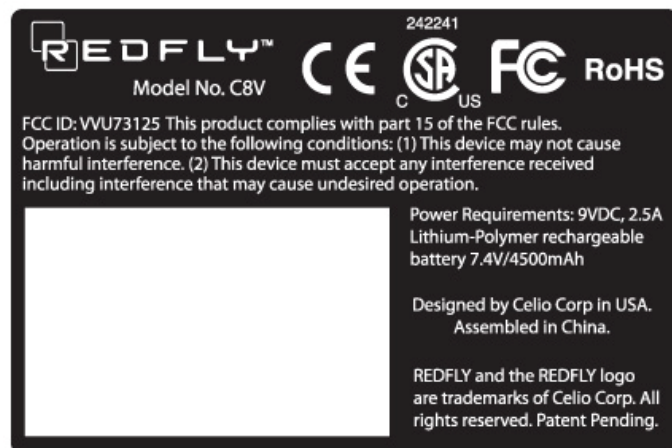 242241
REDFLY™
CE
SA
FC
RoHS
Model No. C8V
C US
FCC ID: VVU73125 This product complies with part 15 of the FCC rules.
Operation is subject to the following conditions: (1) This device may not cause
harmful interference. (2) This device must accept any interference received
including interference that may cause undesired operation.
Power Requirements: 9VDC, 2.5A
Lithium-Polymer rechargeable
battery 7.4V/4500mAh
Designed by Celio Corp in USA.
Assembled in China.
REDFLY and the REDFLY logo
are trademarks of Celio Corp. All
rights reserved. Patent Pending.